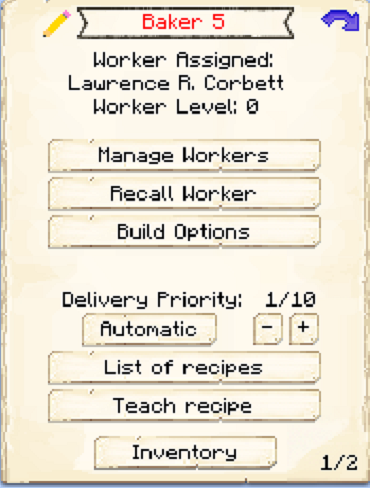 Baker 5
Worker Assigned:
Lawrence R. Corbett
Worker Level: 0
Manage Workers
Recall Worker
Build Options
Delivery Priority: 1/10
Automatic - +
List of recipes
Teach recipe
Inventory
1/2